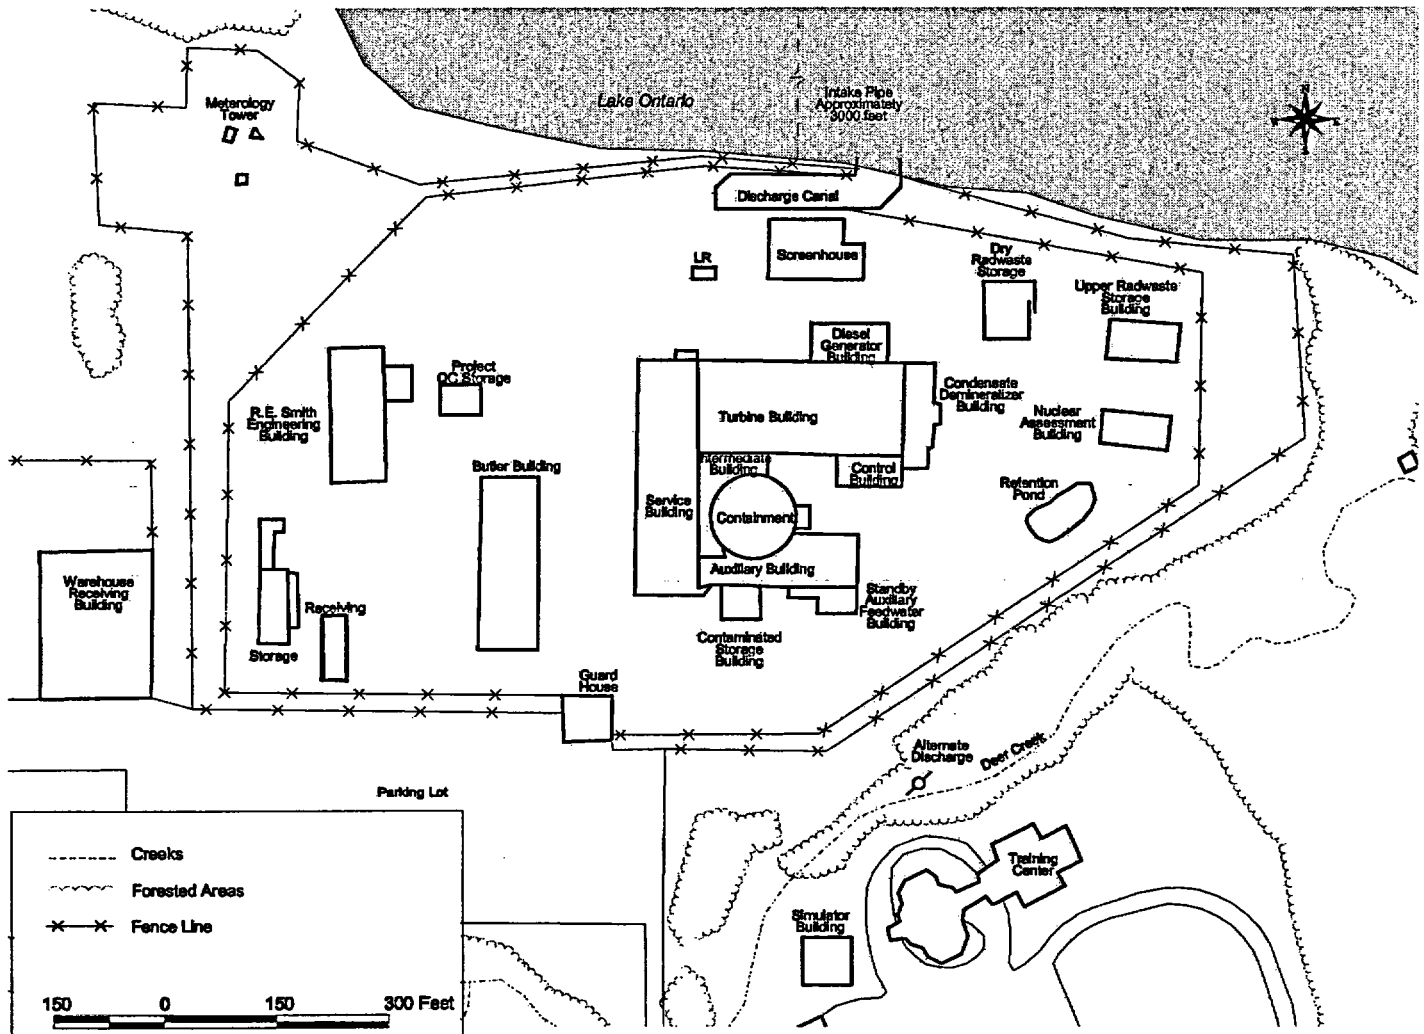 Lake Ontario
Intake Pipe
Approximately
3000 feet
N
Meterology
Tower
Discharge Canal
Screenhouse
LR
Dry
Radwaste
Storage
Upper Radwaste
Storage
Building
Diesel
Generator
Building
Project
QC Storage
R.E. Smith
Engineering
Building
Turbine Building
Condensate
Demineralizer
Building
Nuclear
Assessment
Building
Butler Building
Intermediate
Building
Control
Building
Retention
Pond
Service
Building
Containment
Auxiliary Building
Warehouse
Receiving
Building
Receiving
Storage
Standby
Auxiliary
Feedwater
Building
Contaminated
Storage
Building
Guard
House
Alternate
Discharge
Deer Creek
Parking Lot
Training
Center
Simulator
Building
Creeks
Forested Areas
Fence Line
150 0 150 300 Feet